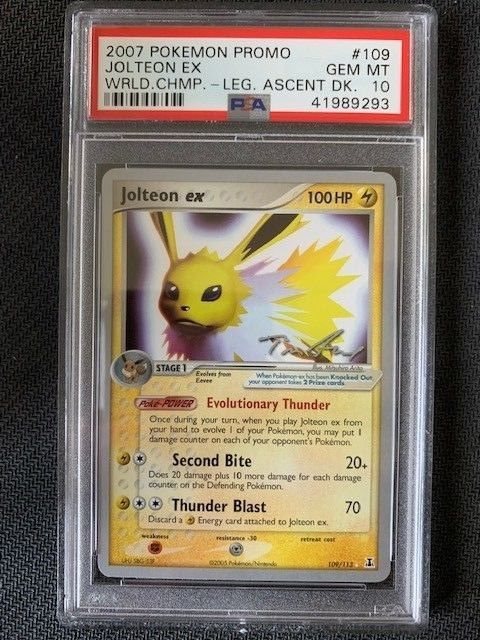 2007 POKEMON PROMO #109
JOLTEON EX GEM MT
WRLD.CHMP.-LEG. ASCENT DK. 10
PSA 41989293
Jolteon ex 100 HP
Illus. Mitsuhiro Arita
STAGE 1 Evolves from
Eevee
When Pokémon-ex has been Knocked Out,
your opponent takes 2 Prize cards.
Poké-POWER Evolutionary Thunder
Once during your turn, when you play Jolteon ex from
your hand to evolve 1 of your Pokémon, you may put 1
damage counter on each of your opponent's Pokémon.
Second Bite 20+
Does 20 damage plus 10 more damage for each damage
counter on the Defending Pokémon.
Thunder Blast 70
Discard a Energy card attached to Jolteon ex.
weakness resistance -30 retreat cost
©2005 Pokémon/Nintendo 109/113